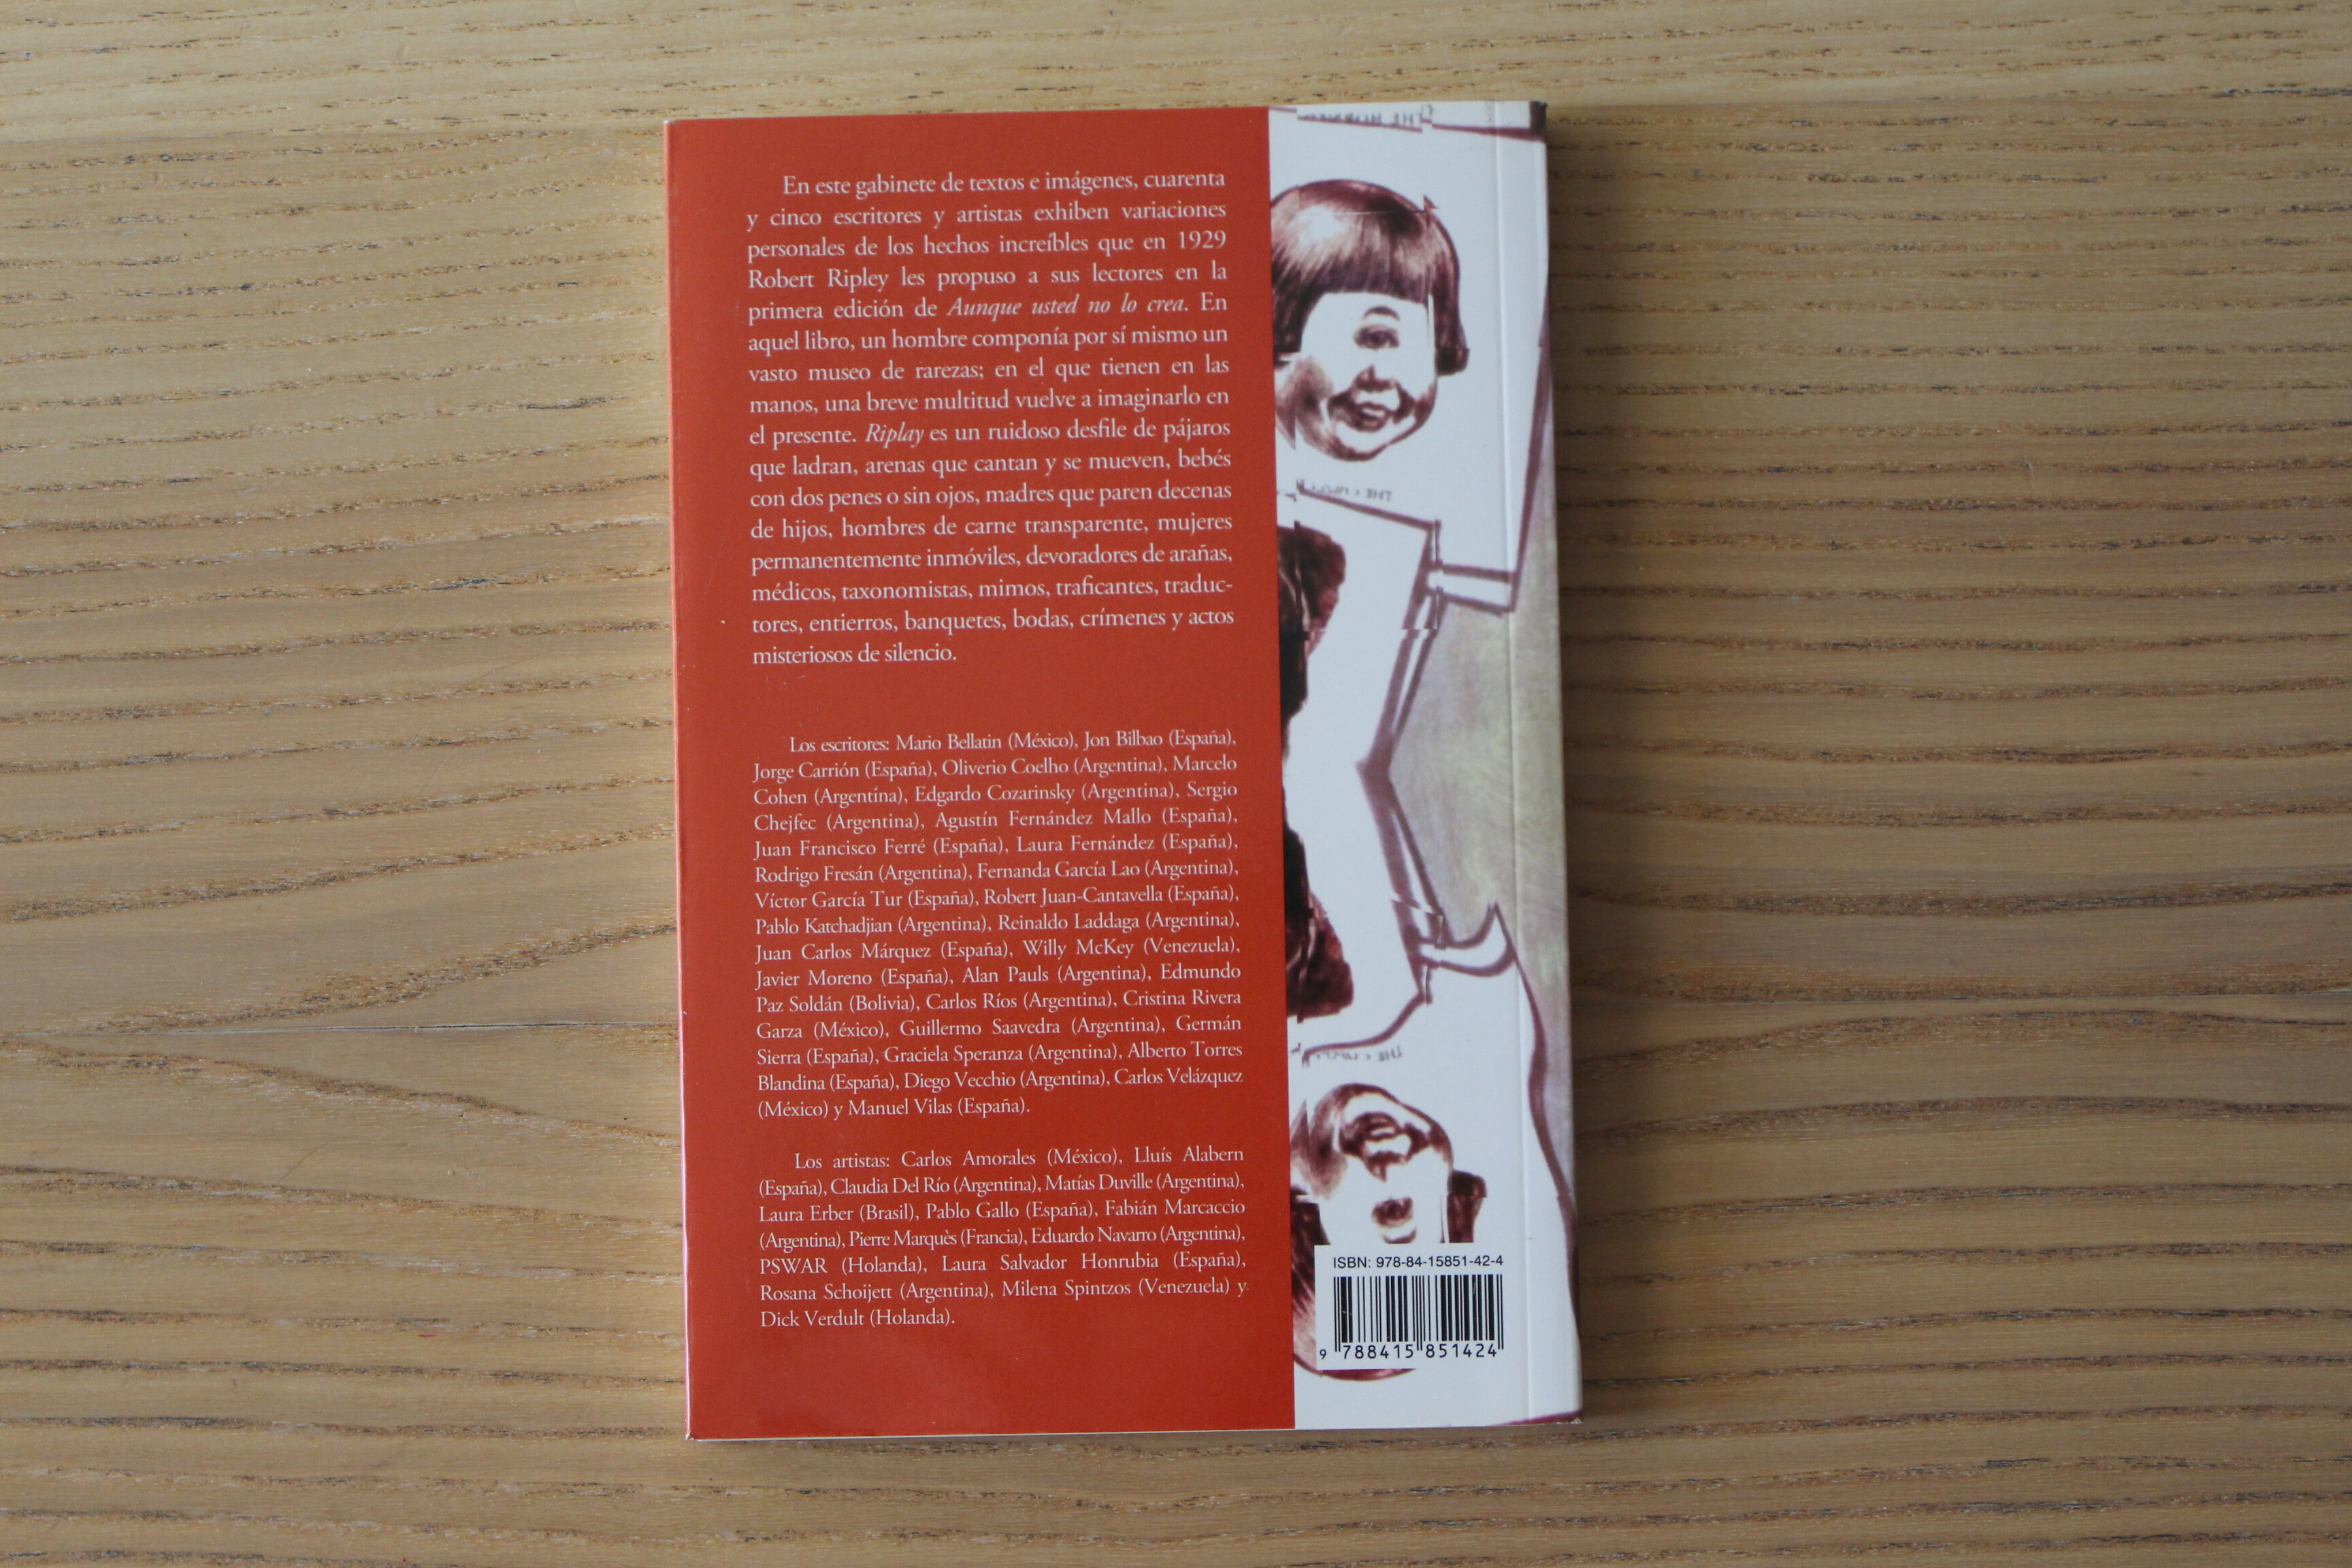 En este gabinete de textos e imágenes, cuarenta
y cinco escritores y artistas exhiben variaciones
personales de los hechos increíbles que en 1929
Robert Ripley les propuso a sus lectores en la
primera edición de Aunque usted no lo crea. En
aquel libro, un hombre componía por sí mismo un
vasto museo de rarezas; en el que tienen en las
manos, una breve multitud vuelve a imaginarlo en
el presente. Riplay es un ruidoso desfile de pájaros
que ladran, arenas que cantan y se mueven, bebés
con dos penes o sin ojos, madres que paren decenas
de hijos, hombres de carne transparente, mujeres
permanentemente inmóviles, devoradores de arañas,
médicos, taxonomistas, mimos, traficantes, traduc-
tores, entierros, banquetes, bodas, crímenes y actos
misteriosos de silencio.
Los escritores: Mario Bellatin (México), Jon Bilbao (España),
Jorge Carrión (España), Oliverio Coelho (Argentina), Marcelo
Cohen (Argentína), Edgardo Cozarinsky (Argentina), Sergio
Chejfec (Argentina), Agustín Fernández Mallo (España),
Juan Francisco Ferré (España), Laura Fernández (España),
Rodrigo Fresán (Argentina), Fernanda García Lao (Argentina),
Víctor García Tur (España), Robert Juan-Cantavella (España),
Pablo Katchadjian (Argentina), Reinaldo Laddaga (Argentina),
Juan Carlos Márquez (España), Willy McKey (Venezuela),
Javier Moreno (España), Alan Pauls (Argentina), Edmundo
Paz Soldán (Bolivia), Carlos Ríos (Argentina), Cristina Rivera
Garza (México), Guillermo Saavedra (Argentina), Germán
Sierra (España), Graciela Speranza (Argentina), Alberto Torres
Blandina (España), Diego Vecchio (Argentina), Carlos Velázquez
(México) y Manuel Vilas (España).
Los artistas: Carlos Amorales (México), Lluís Alabern
(España), Claudia Del Río (Argentina), Matías Duville (Argentina),
Laura Erber (Brasil), Pablo Gallo (España), Fabián Marcaccio
(Argentina), Pierre Marquès (Francia), Eduardo Navarro (Argentina),
PSWAR (Holanda), Laura Salvador Honrubia (España),
Rosana Schoijett (Argentina), Milena Spintzos (Venezuela) y
Dick Verdult (Holanda).
ISBN: 978-84-15851-42-4
9 788415 851424